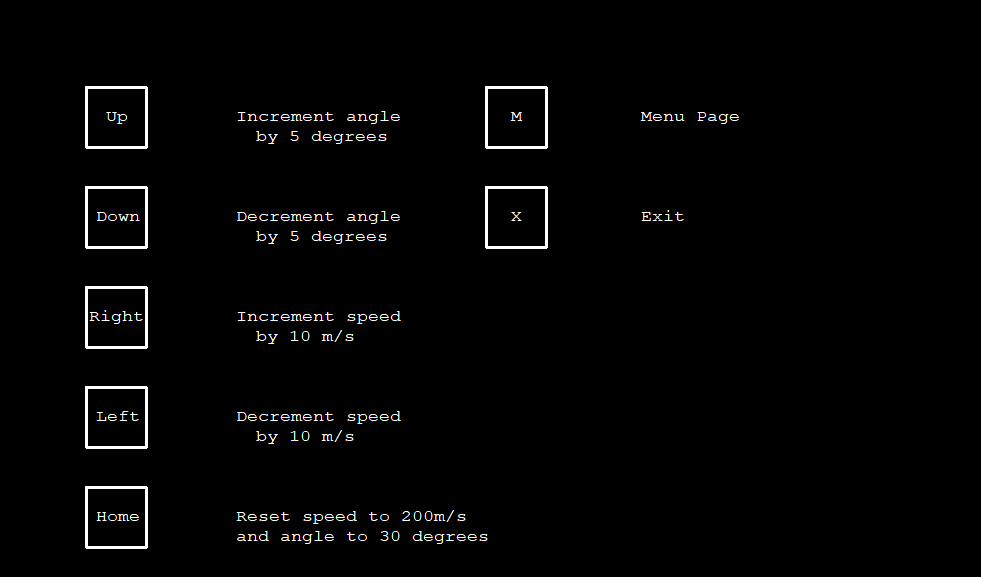 Up
Increment angle
by 5 degrees
M
Menu Page
Down
Decrement angle
by 5 degrees
X
Exit
Right
Increment speed
by 10 m/s
Left
Decrement speed
by 10 m/s
Home
Reset speed to 200m/s
and angle to 30 degrees